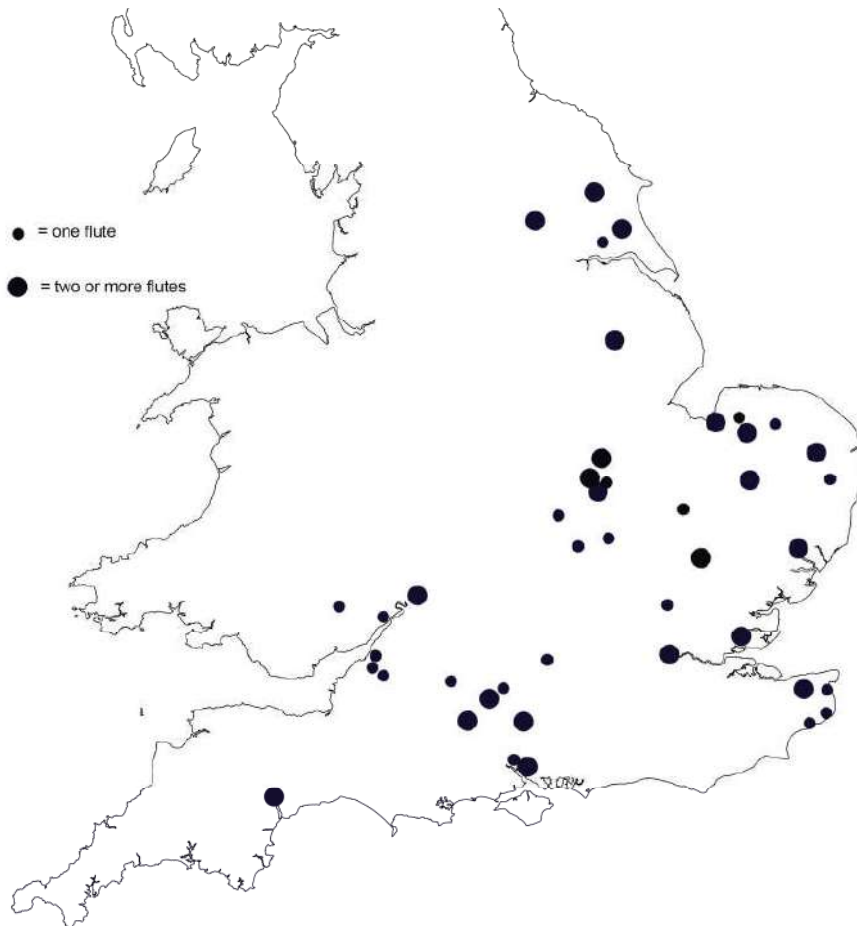 = one flute
= two or more flutes